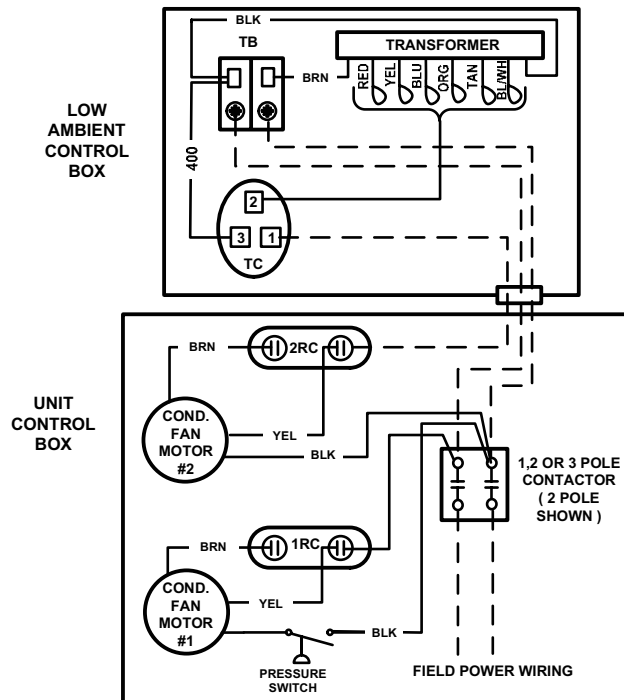 BLK
TB
TRANSFORMER
BRN
RED
YEL
BLU
ORG
TAN
BL/WH
LOW
AMBIENT
CONTROL
BOX
400
2
3
1
TC
BRN
2RC
UNIT
CONTROL
BOX
COND.
FAN
MOTOR
#2
YEL
BLK
1,2 OR 3 POLE
CONTACTOR
( 2 POLE
SHOWN )
BRN
1RC
COND.
FAN
MOTOR
#1
YEL
BLK
PRESSURE
SWITCH
FIELD POWER WIRING